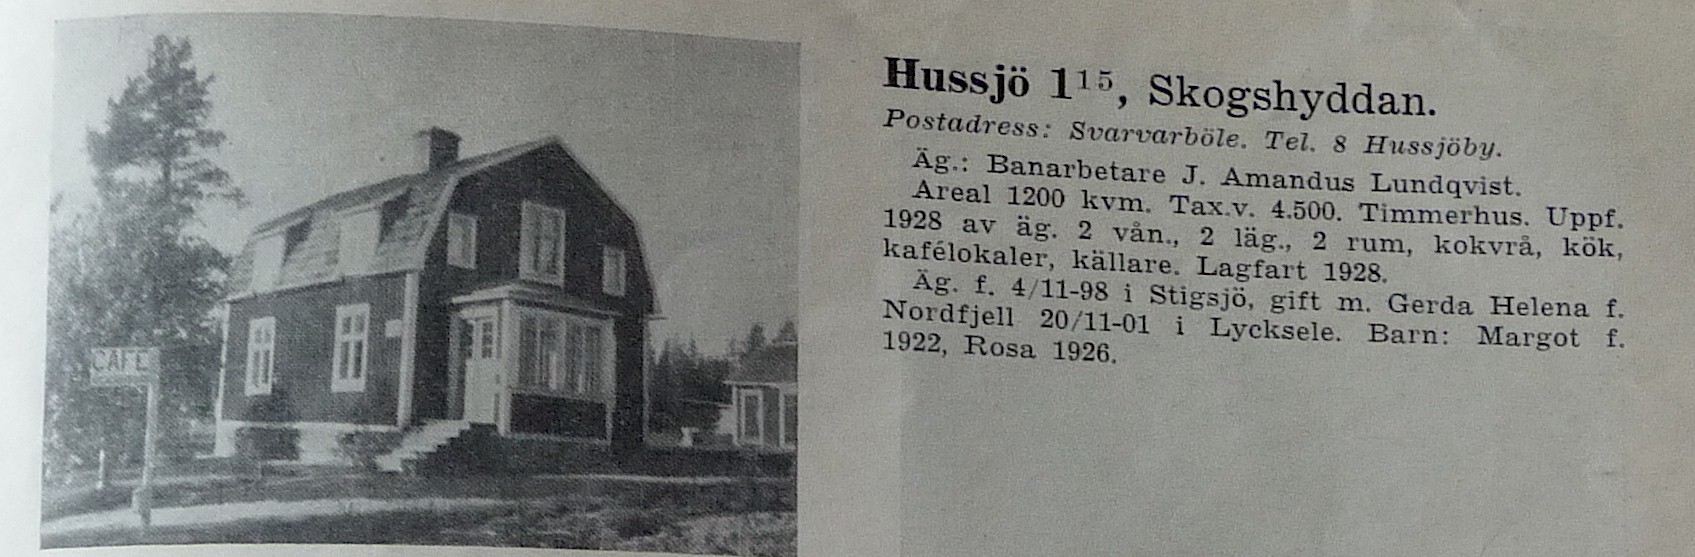 CAFE
Hussjö 1¹⁵, Skogshyddan.
Postadress: Svarvarböle. Tel. 8 Hussjöby.
Äg.: Banarbetare J. Amandus Lundqvist.
Areal 1200 kvm. Tax.v. 4.500. Timmerhus. Uppf.
1928 av äg. 2 vån., 2 läg., 2 rum, kokvrå, kök,
kafélokaler, källare. Lagfart 1928.
Äg. f. 4/11-98 i Stigsjö, gift m. Gerda Helena f.
Nordfjell 20/11-01 i Lycksele. Barn: Margot f.
1922, Rosa 1926.